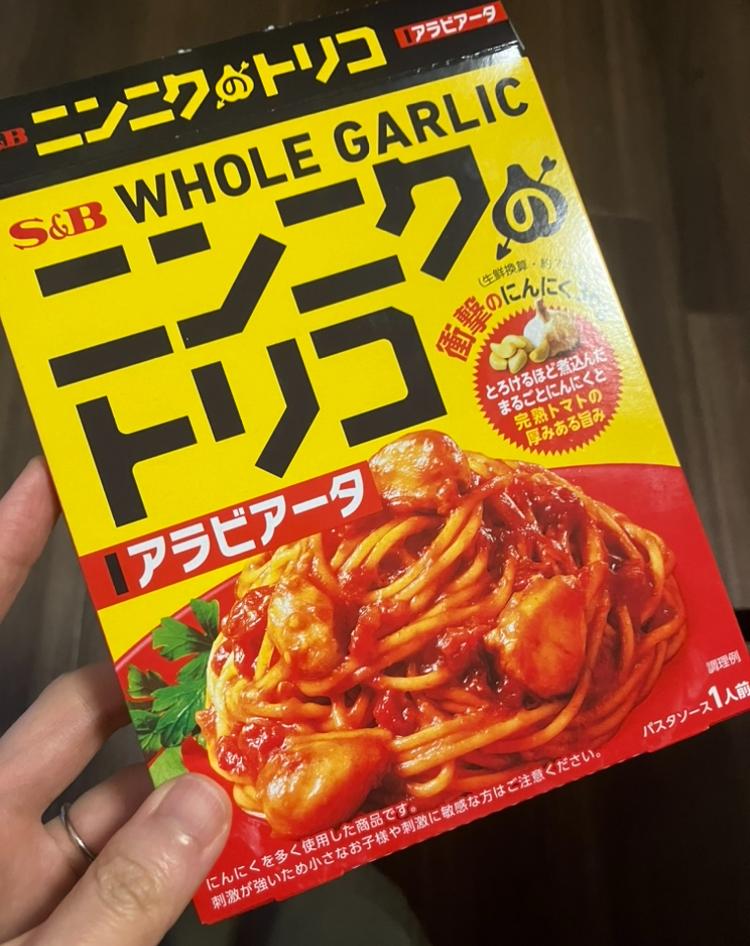 S&B ニンニクのトリコ アラビアータ
S&B WHOLE GARLIC
ニンニクの
トリコ
アラビアータ
(生鮮換算・約
衝撃のにんにく
とろけるほど煮込んだ
まるごとにんにくと
完熟トマトの
厚みある旨み
調理例
パスタソース1人前
にんにくを多く使用した商品です。
刺激が強いため小さなお子様や刺激に敏感な方はご注意ください。